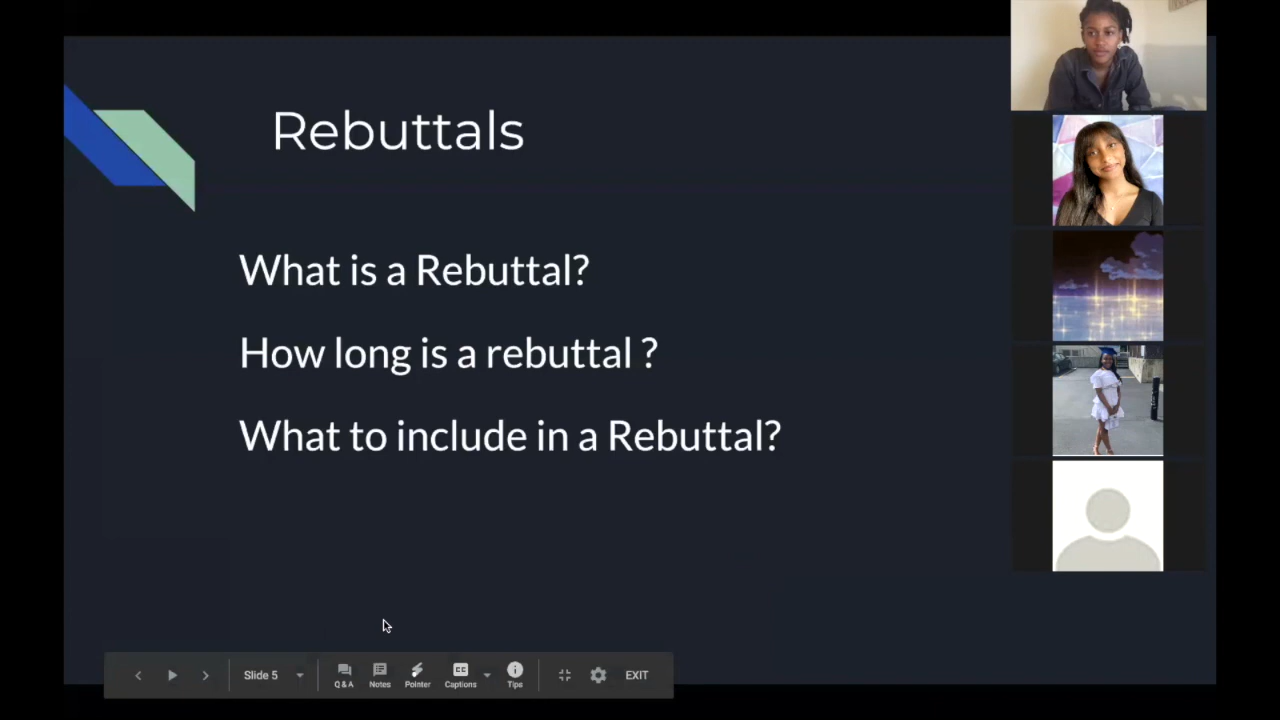 Rebuttals
What is a Rebuttal?
How long is a rebuttal ?
What to include in a Rebuttal?
Slide 5
Q & A
Notes
Pointer
CC
Captions
Tips
EXIT